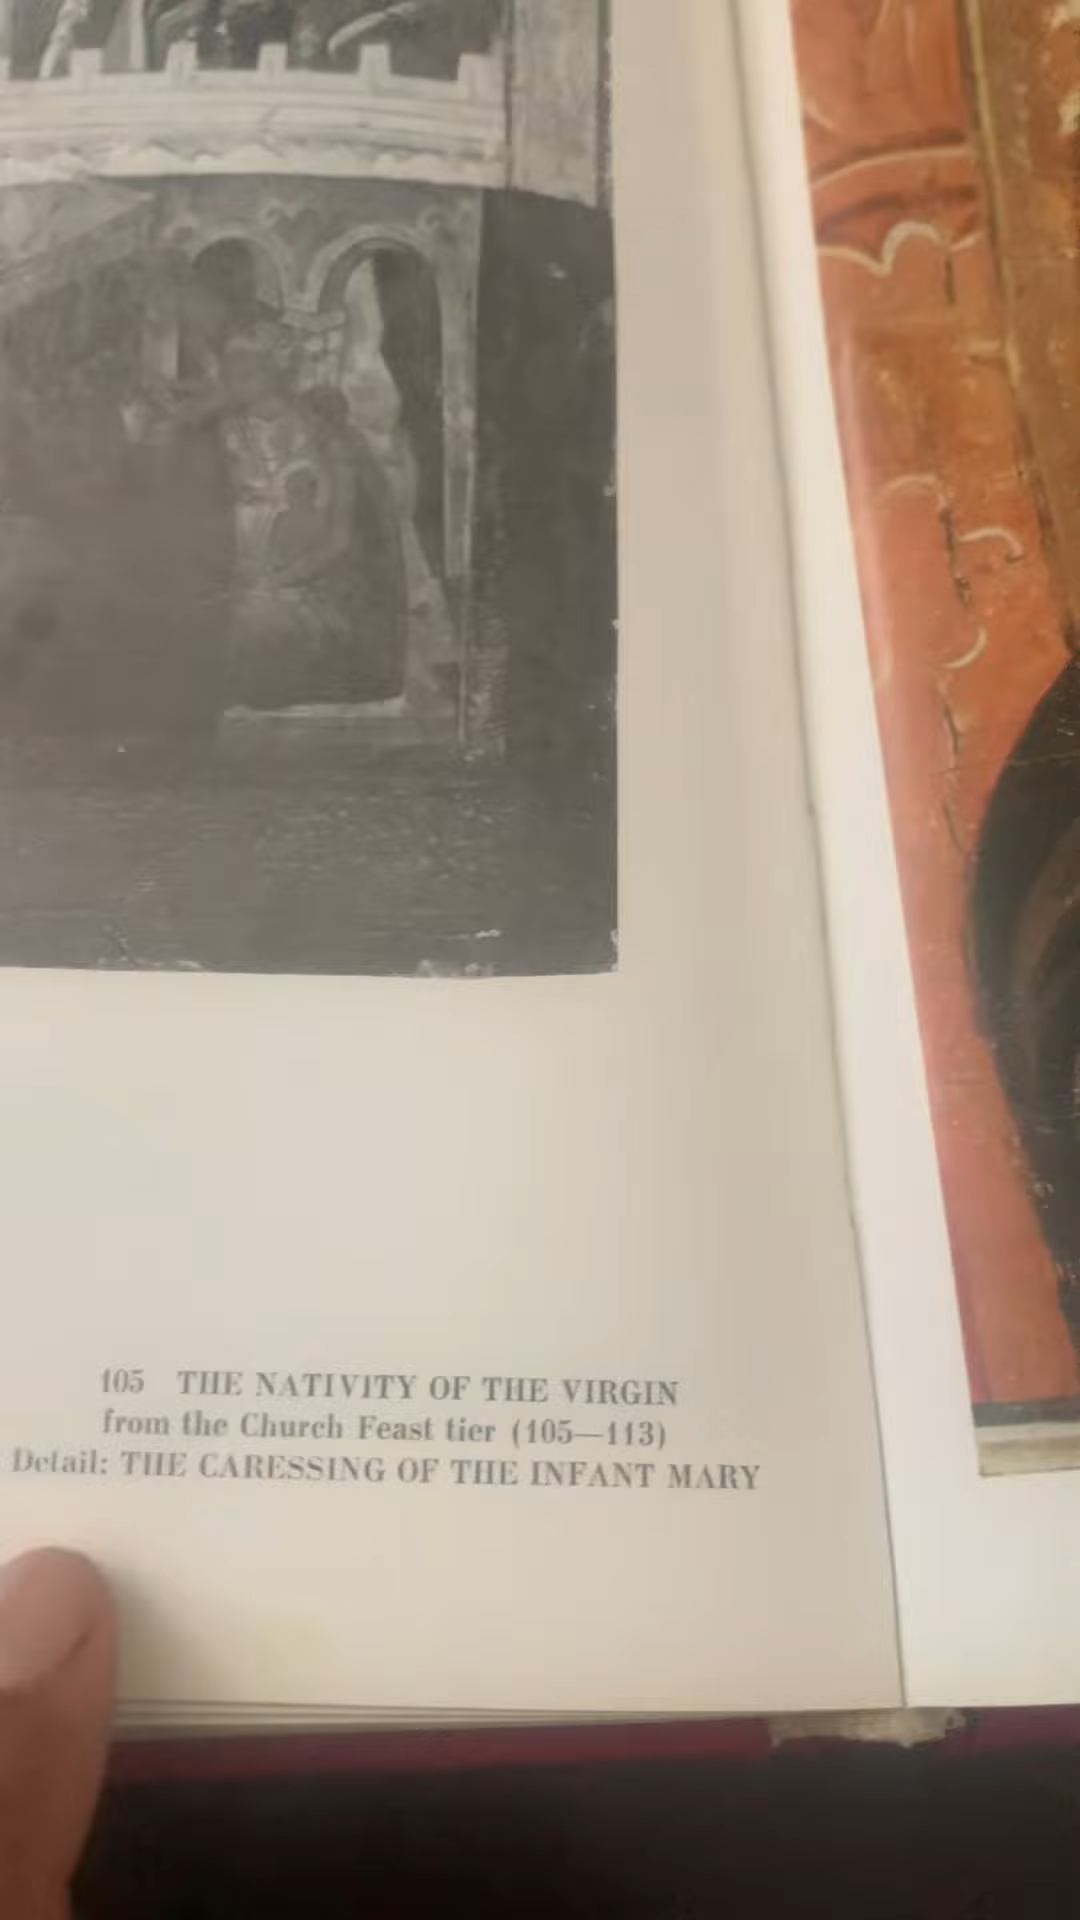 105 THE NATIVITY OF THE VIRGIN
from the Church Feast tier (105—113)
Detail: THE CARESSING OF THE INFANT MARY